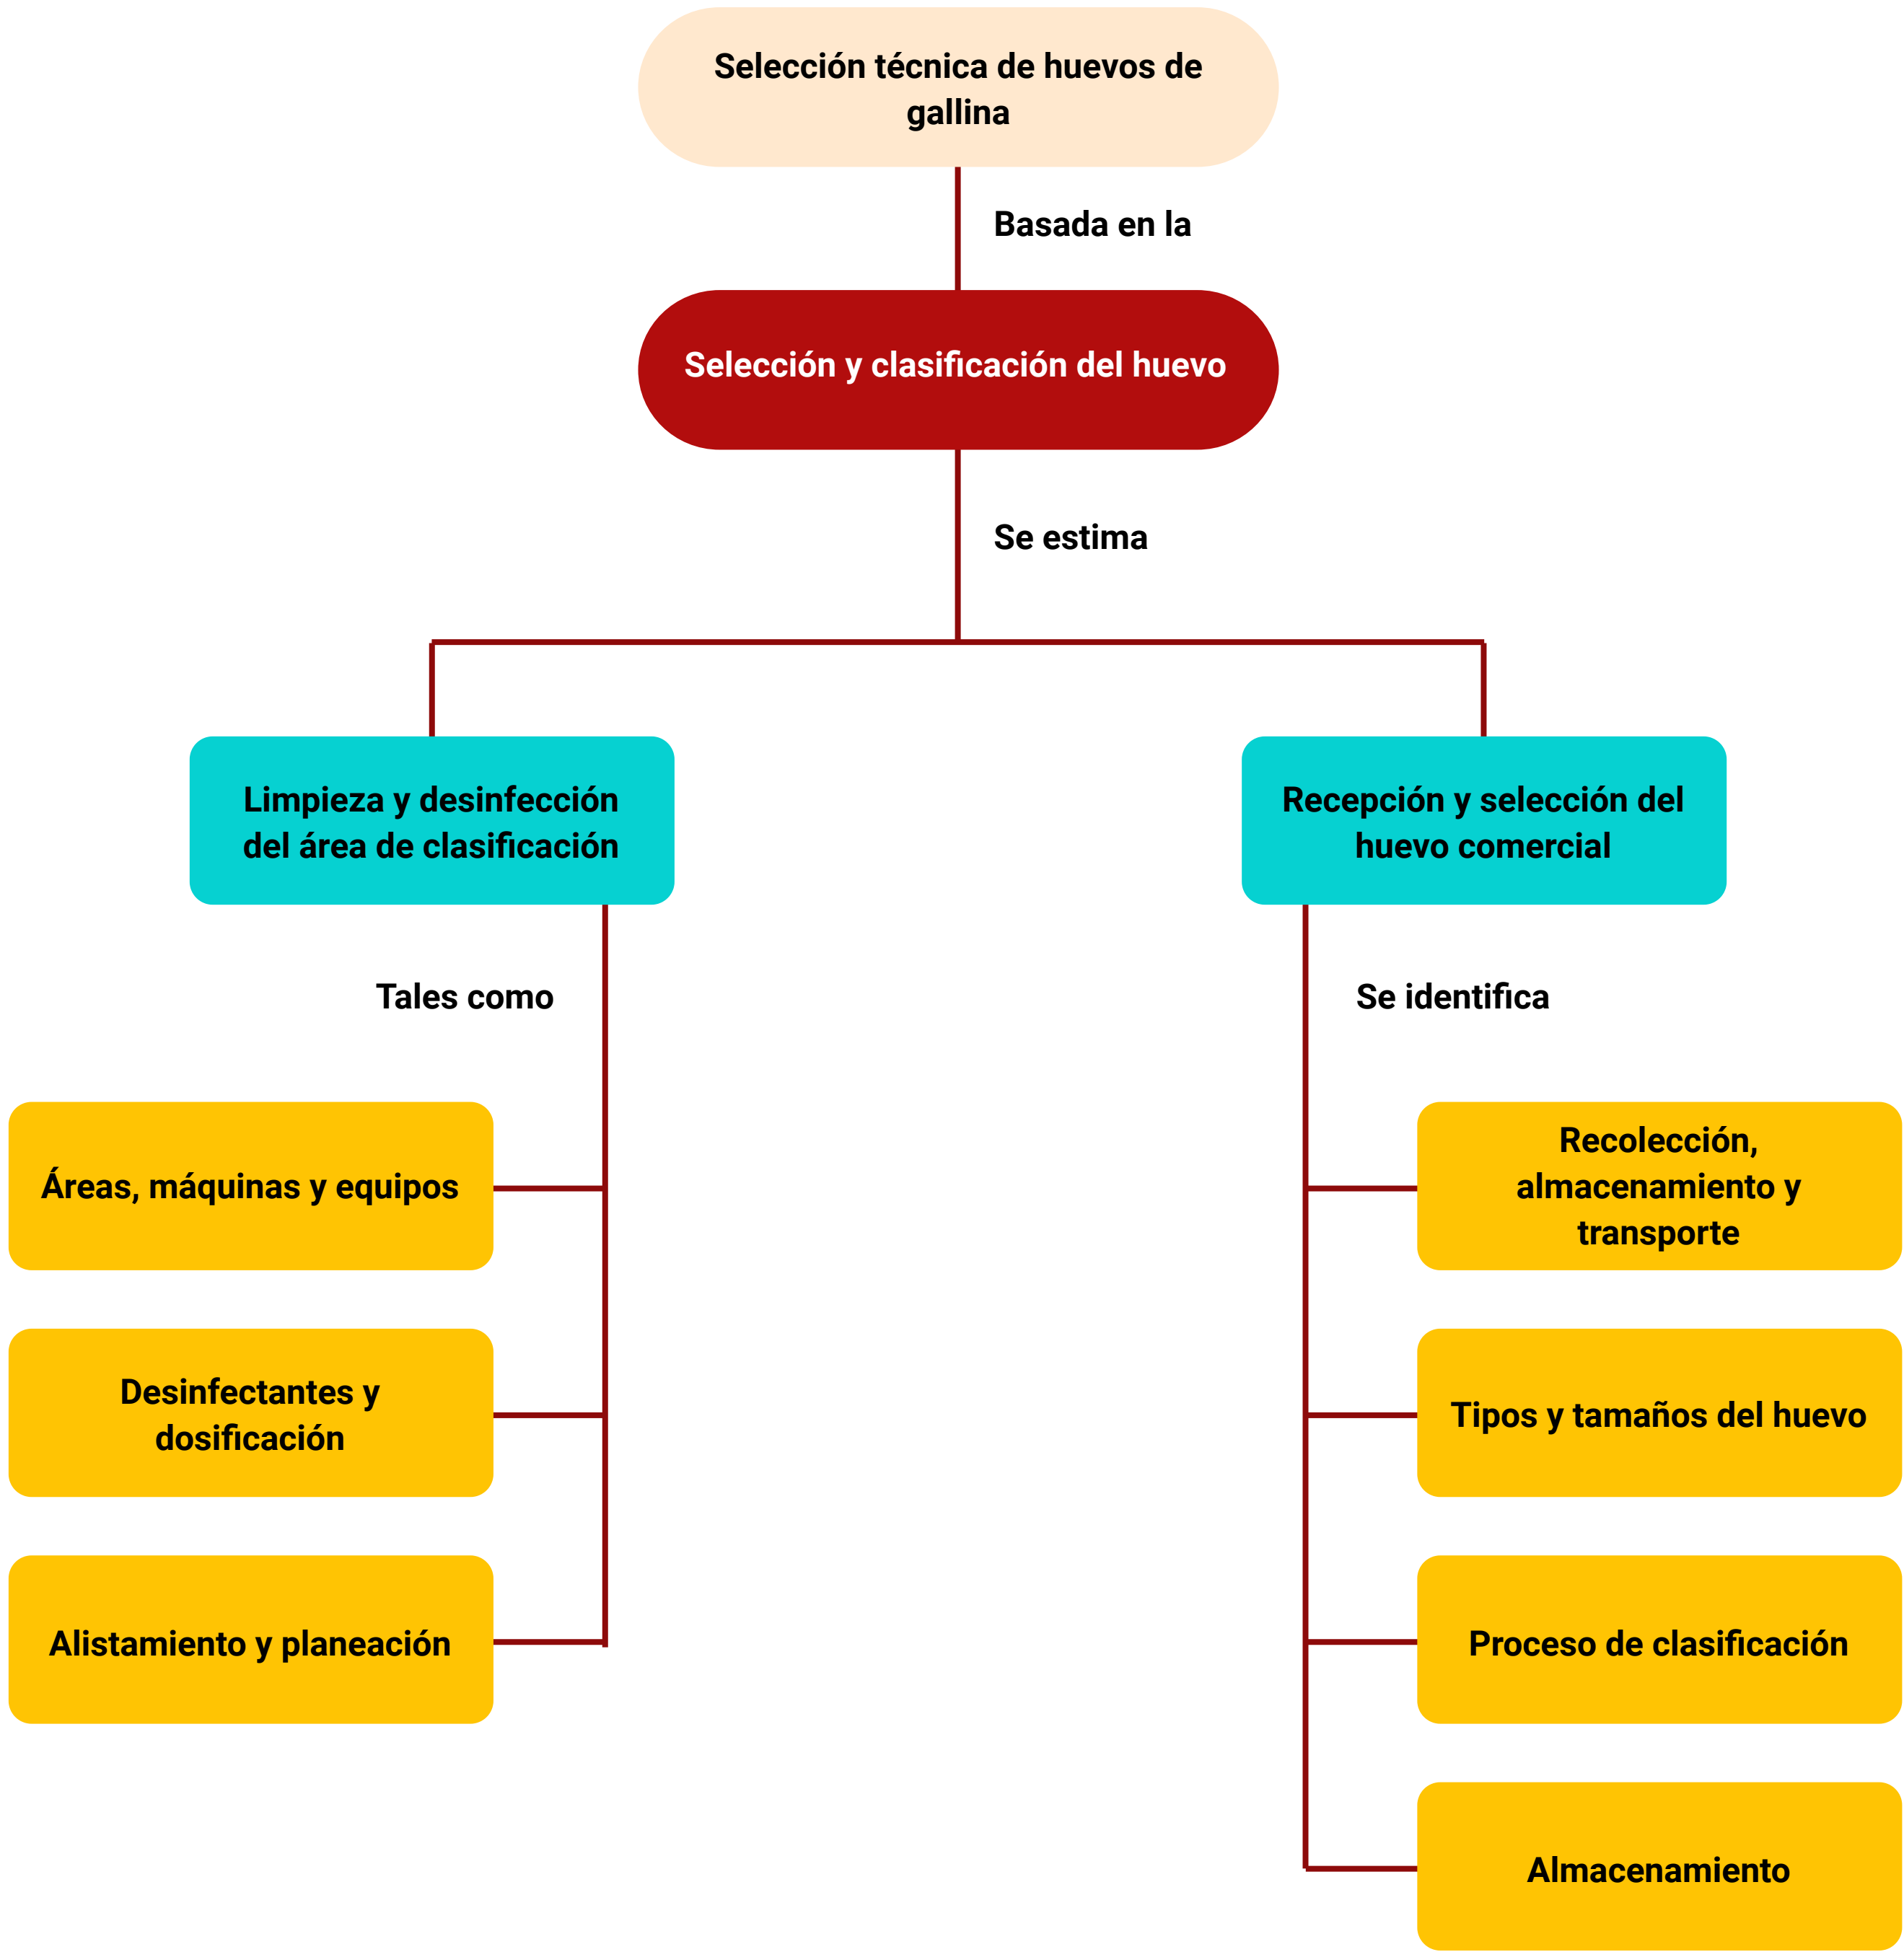 Selección técnica de huevos de
gallina
Basada en la
Selección y clasificación del huevo
Se estima
Limpieza y desinfección
del área de clasificación
Tales como
Áreas, máquinas y equipos
Desinfectantes y
dosificación
Alistamiento y planeación
Recepción y selección del
huevo comercial
Se identifica
Recolección,
almacenamiento y
transporte
Tipos y tamaños del huevo
Proceso de clasificación
Almacenamiento